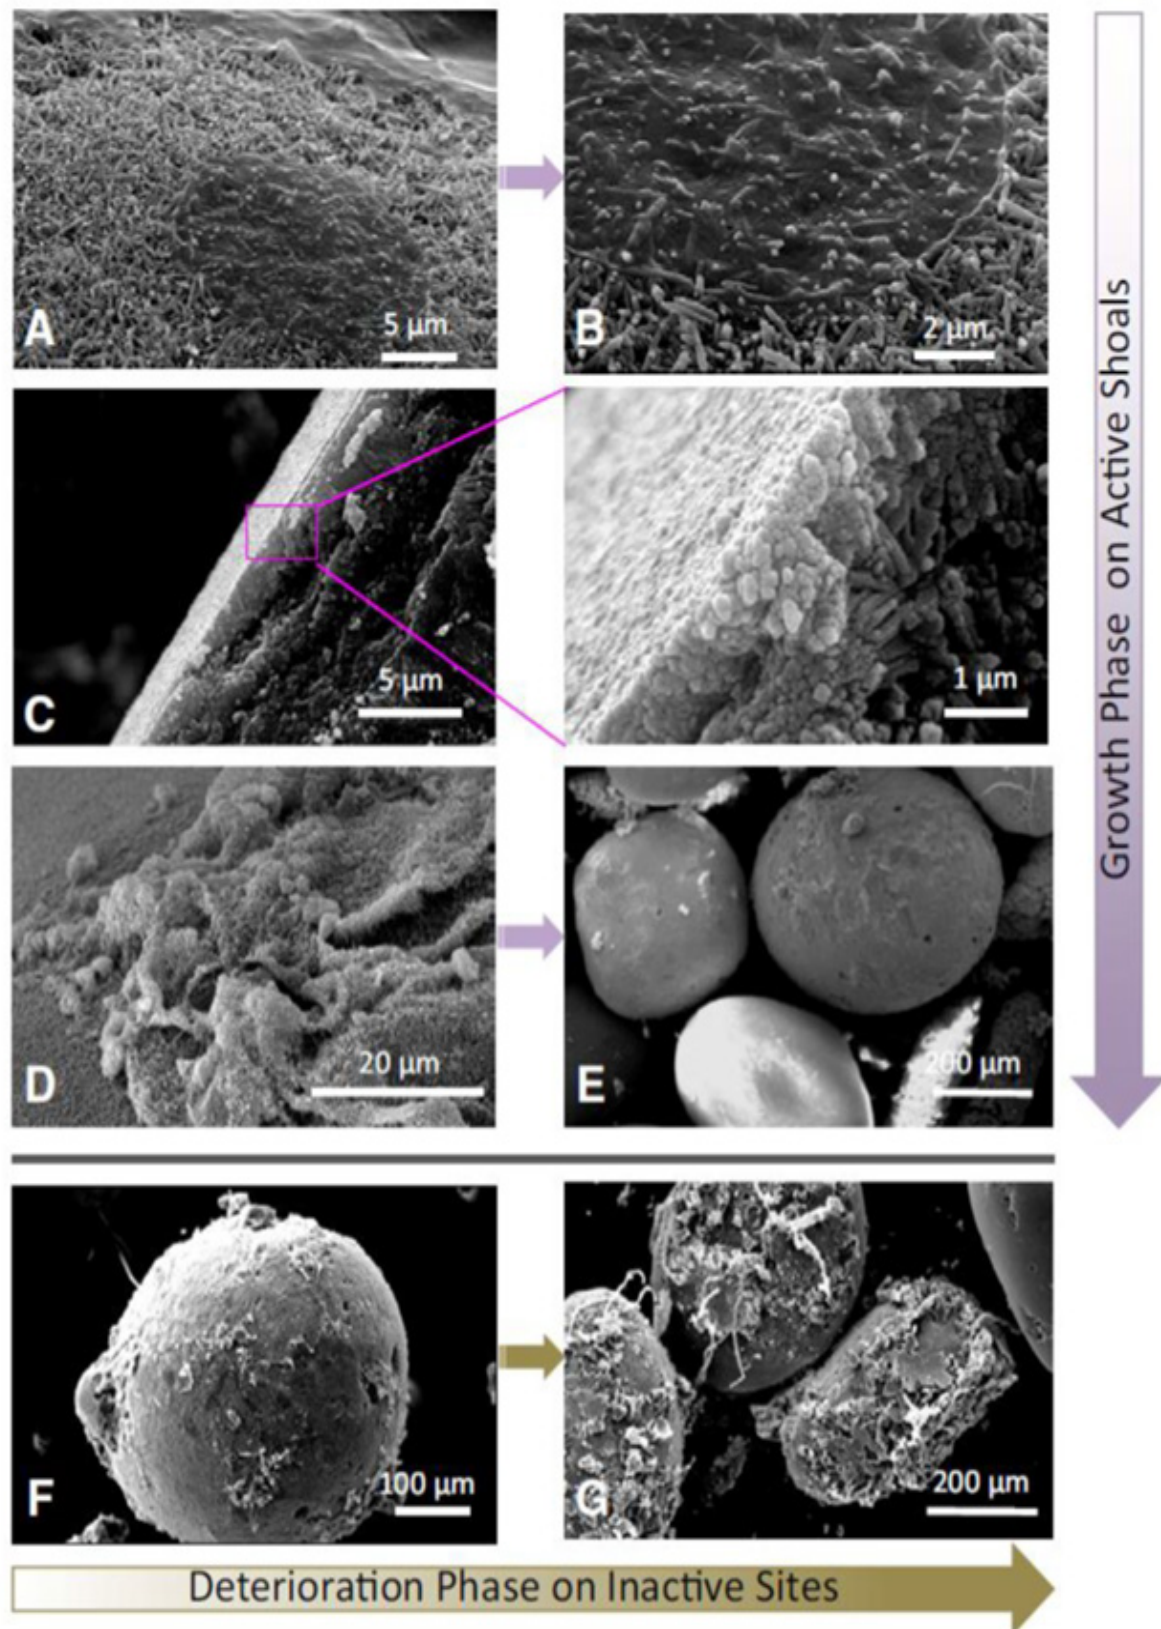 A
5 µm
B
2 µm
C
5 µm
1 µm
D
20 µm
E
200 µm
Growth Phase on Active Shoals
F
100 µm
G
200 µm
Deterioration Phase on Inactive Sites